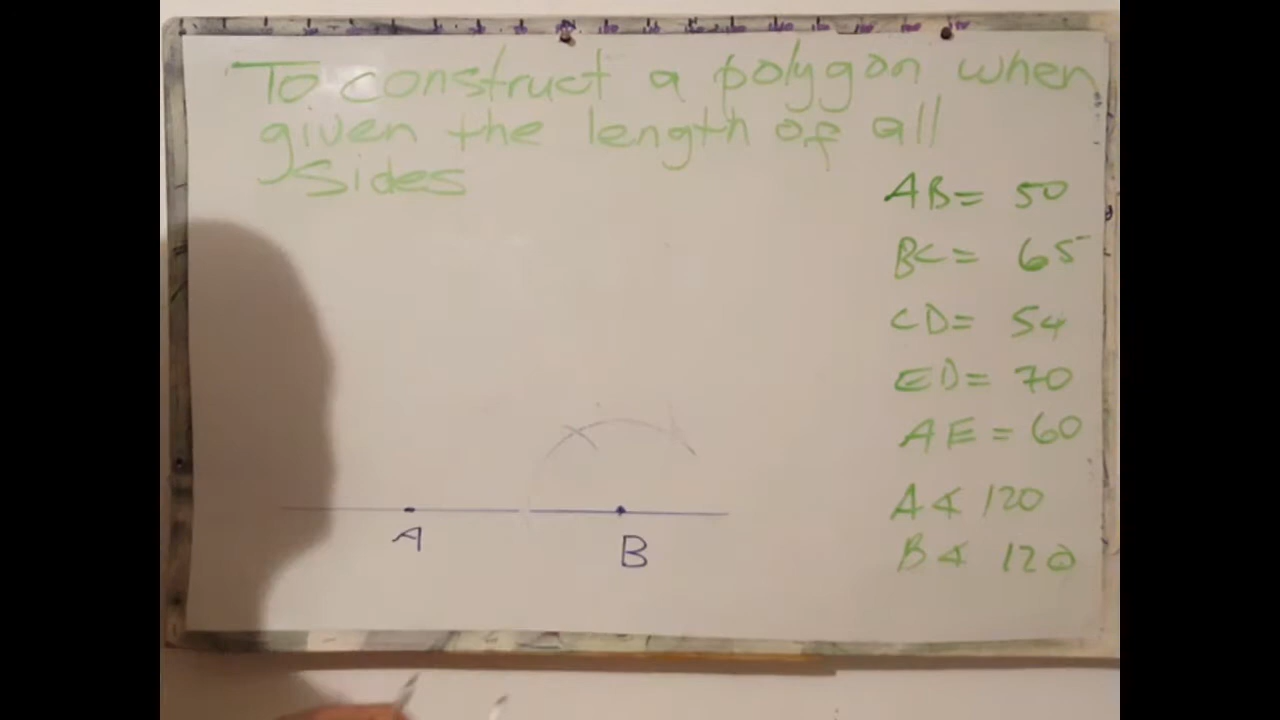 To construct a polygon when
given the length of all
Sides
AB = 50
BC = 65
CD = 54
ED = 70
AE = 60
A ∢ 120
B ∢ 120
A
B